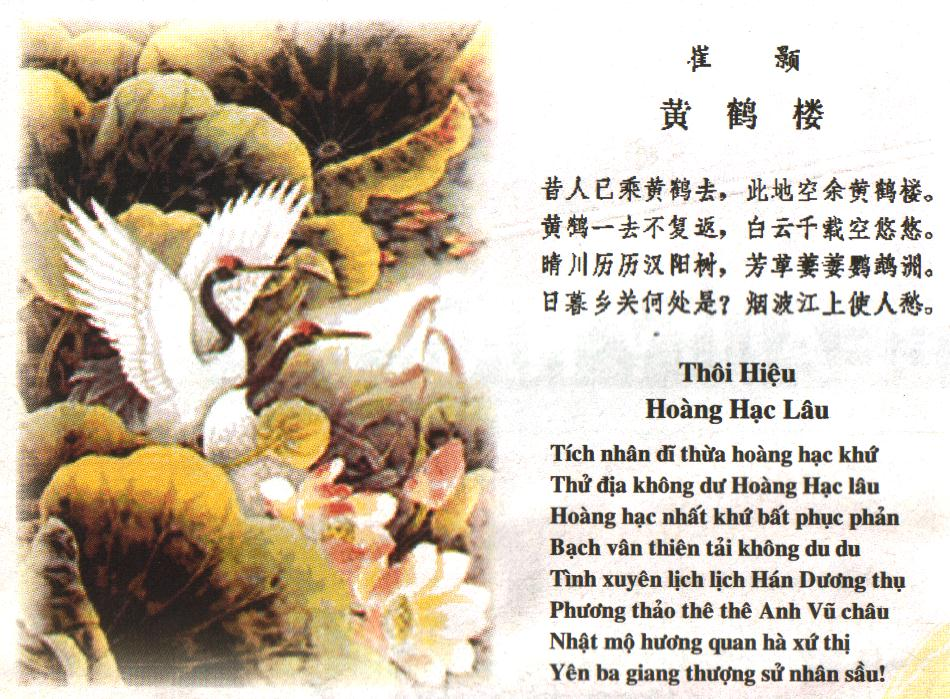 崔 颢
黄鹤楼
昔人已乘黄鹤去，此地空余黄鹤楼。
黄鹤一去不复返，白云千载空悠悠。
晴川历历汉阳树，芳草萋萋鹦鹉洲。
日暮乡关何处是？烟波江上使人愁。
Thôi Hiệu
Hoàng Hạc Lâu
Tích nhân dĩ thừa hoàng hạc khứ
Thử địa không dư Hoàng Hạc lâu
Hoàng hạc nhất khứ bất phục phản
Bạch vân thiên tải không du du
Tình xuyên lịch lịch Hán Dương thụ
Phương thảo thê thê Anh Vũ châu
Nhật mộ hương quan hà xứ thị
Yên ba giang thượng sử nhân sầu!